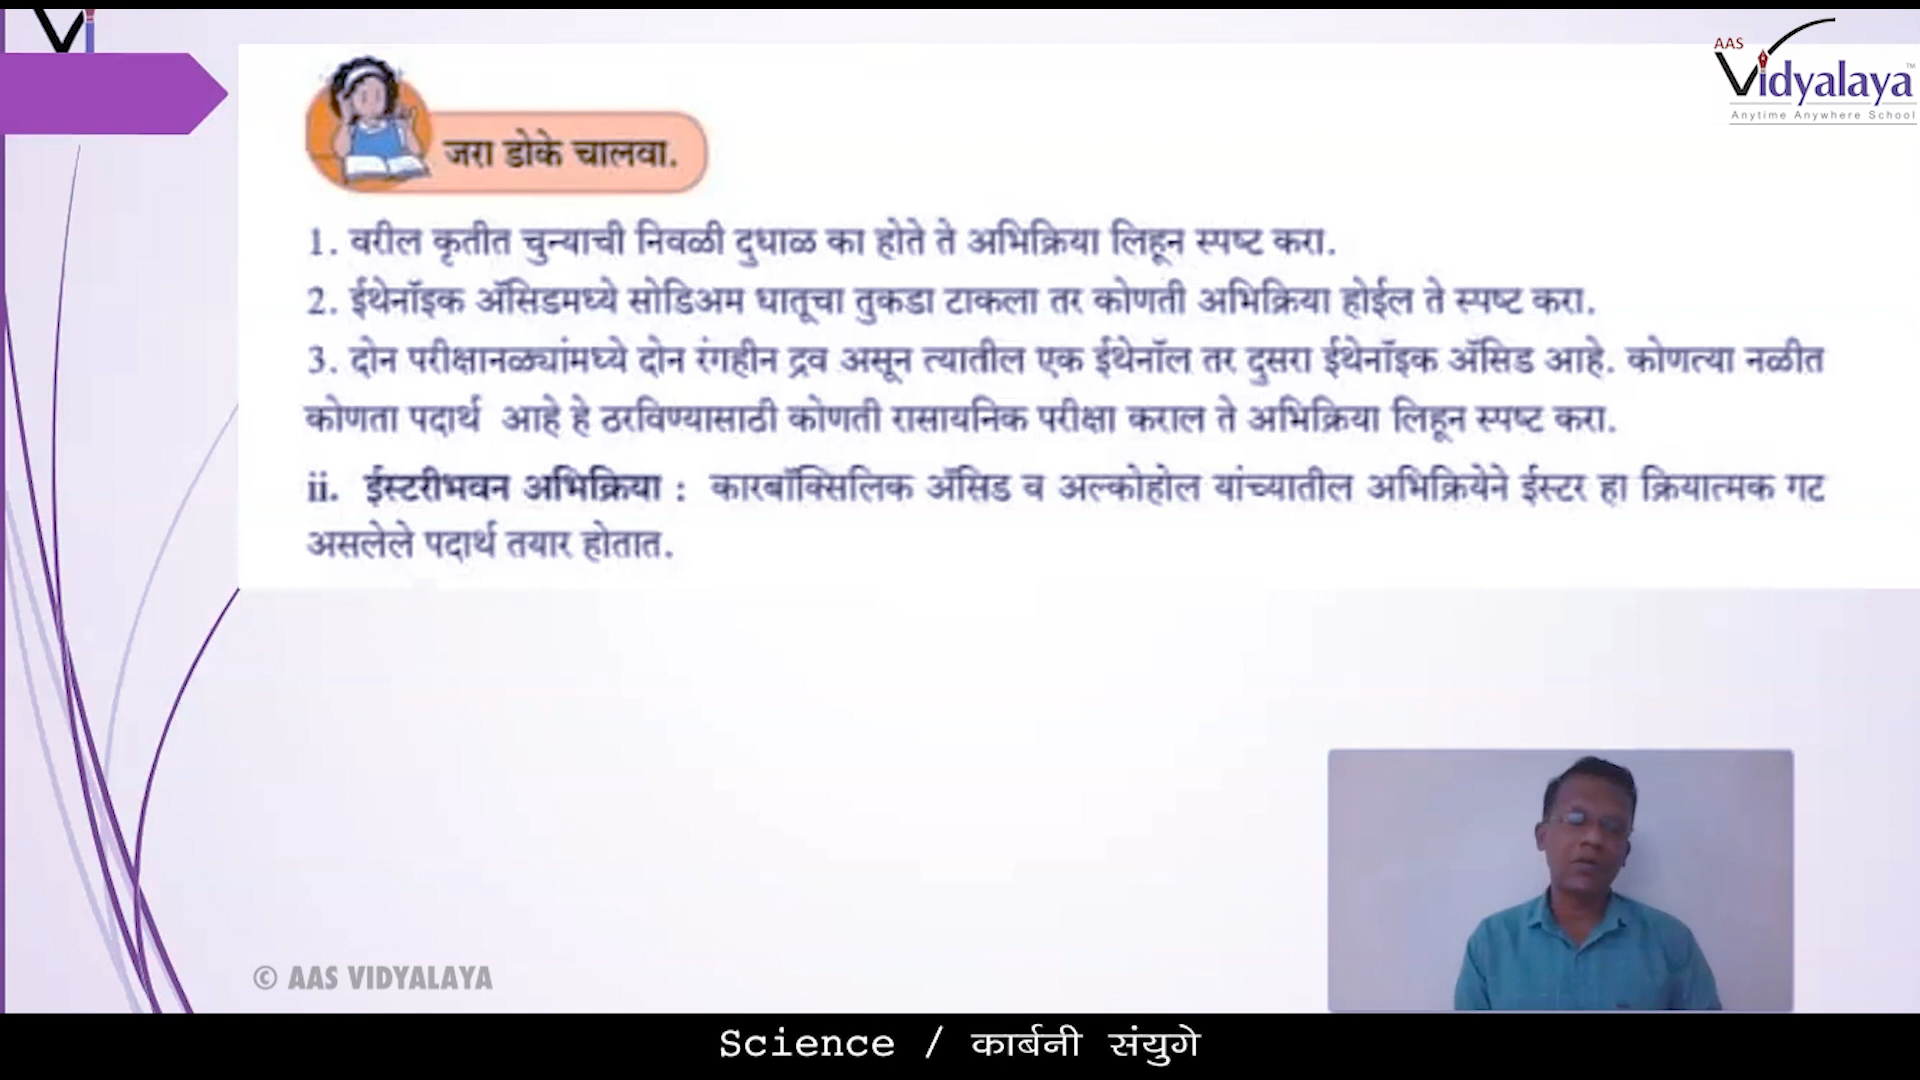 Vi
AAS
Vidyalaya
TM
Anytime Anywhere School
जरा डोके चालवा.
1. वरील कृतीत चुन्याची निवळी दुधाळ का होते ते अभिक्रिया लिहून स्पष्ट करा.
2. ईथेनॉइक ॲसिडमध्ये सोडिअम धातूचा तुकडा टाकला तर कोणती अभिक्रिया होईल ते स्पष्ट करा.
3. दोन परीक्षानळ्यांमध्ये दोन रंगहीन द्रव असून त्यातील एक ईथेनॉल तर दुसरा ईथेनॉइक ॲसिड आहे. कोणत्या नळीत
कोणता पदार्थ आहे हे ठरविण्यासाठी कोणती रासायनिक परीक्षा कराल ते अभिक्रिया लिहून स्पष्ट करा.
ii. ईस्टरीभवन अभिक्रिया : कारबॉक्सिलिक ॲसिड व अल्कोहोल यांच्यातील अभिक्रियेने ईस्टर हा क्रियात्मक गट
असलेले पदार्थ तयार होतात.
© AAS VIDYALAYA
Science / कार्बनी संयुगे